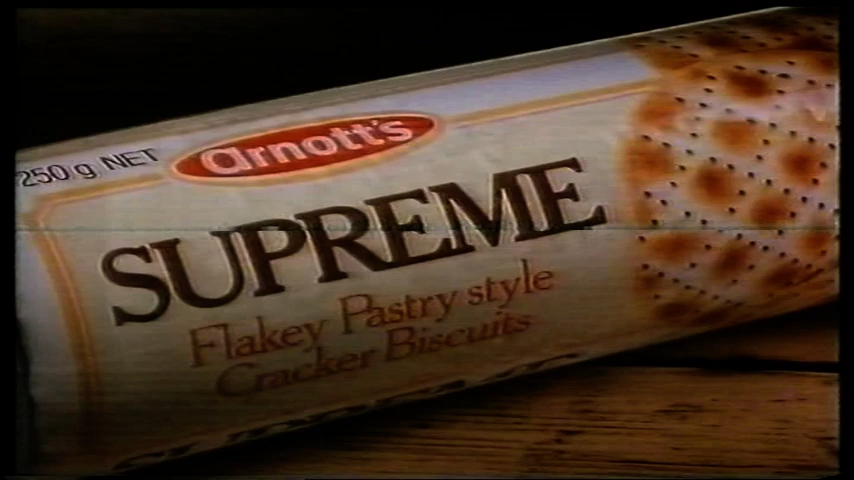 250 g NET
arnott's
SUPREME
Flakey Pastry style
Cracker Biscuits